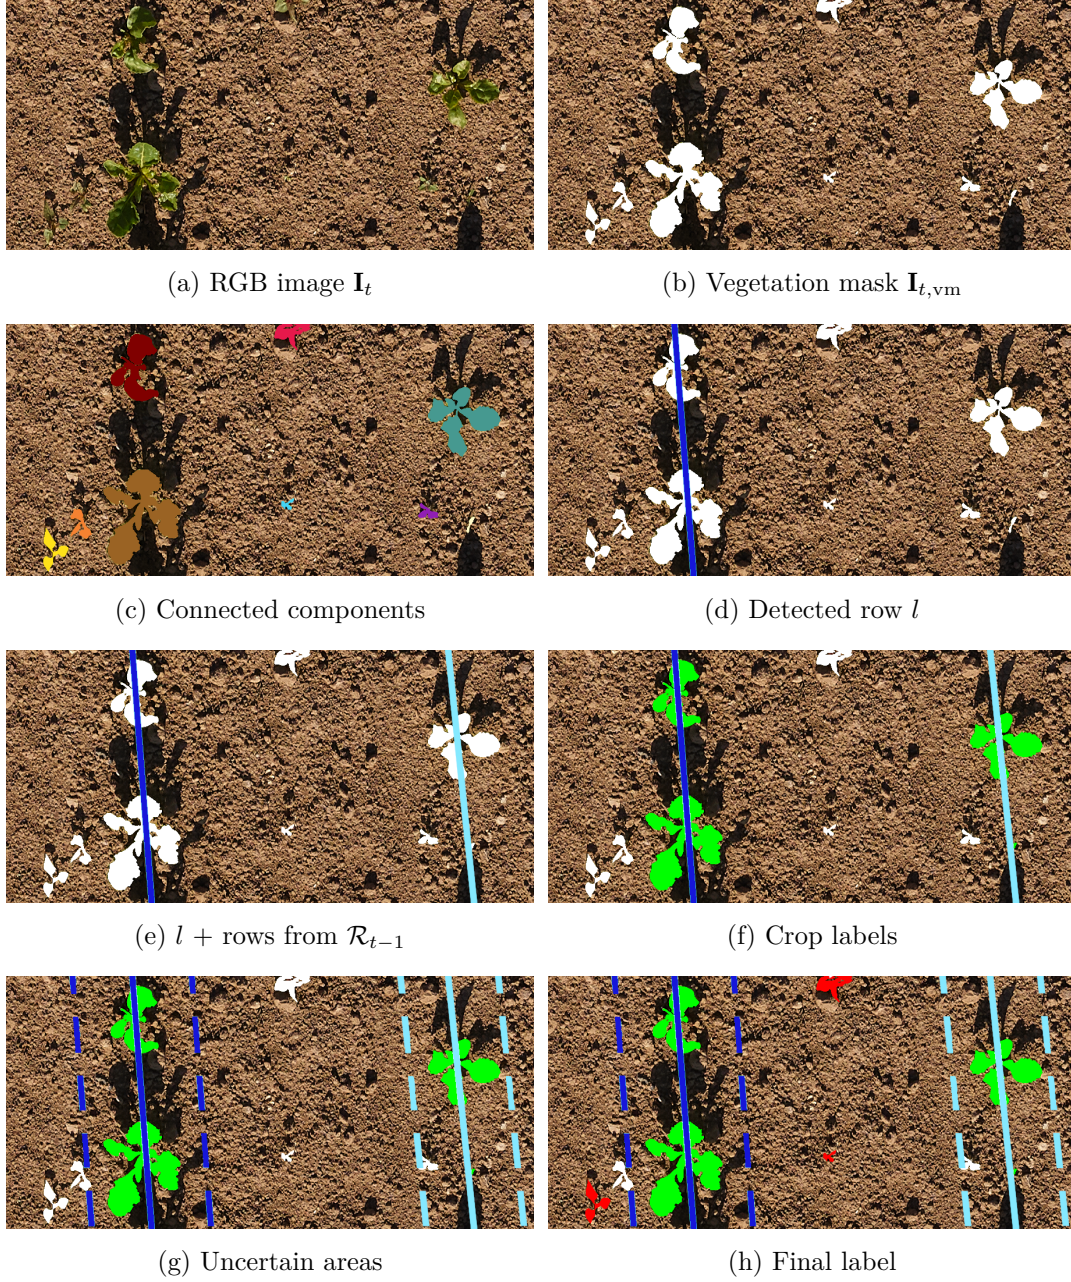 (a) RGB image I_t
(b) Vegetation mask I_{t,vm}
(c) Connected components
(d) Detected row l
(e) l + rows from R_{t−1}
(f) Crop labels
(g) Uncertain areas
(h) Final label